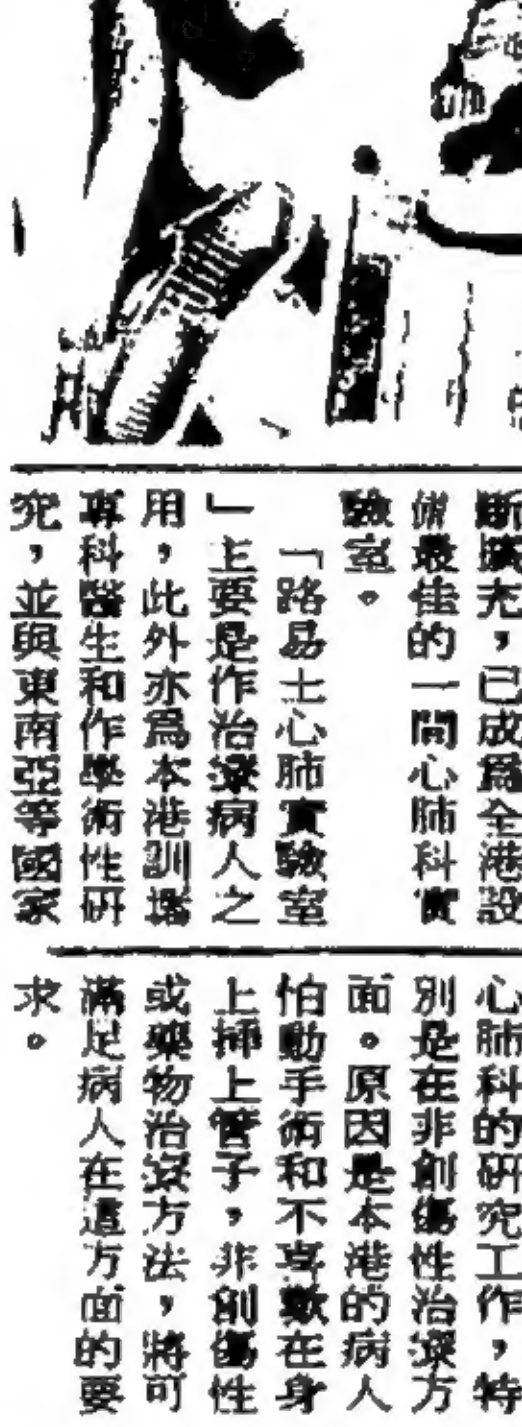 斷擴充,已成爲全港設
備最佳的一間心肺科實
驗室。
「路易士心肺實驗室
」主要是作治療病人之
用,此外亦爲本港訓練
專科醫生和作學術性研
究,並與東南亞等國家
心肺科的研究工作,特
別是在非創傷性治療方
面。原因是本港的病人
怕動手術和不喜歡在身
上插上管子,非創傷性
或藥物治療方法,將可
滿足病人在這方面的要
求。